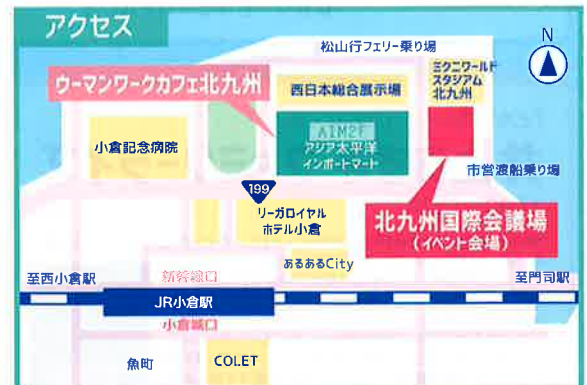 アクセス
N
松山行フェリー乗り場
ウーマンワークカフェ北九州
西日本総合展示場
ミクニワールド
スタジアム
北九州
小倉記念病院
AIM2F
アジア太平洋
インポートマート
市営渡船乗り場
199
リーガロイヤル
ホテル小倉
北九州国際会議場
(イベント会場)
あるあるCity
至西小倉駅
新幹線口
至門司駅
JR小倉駅
小倉城口
魚町
COLET